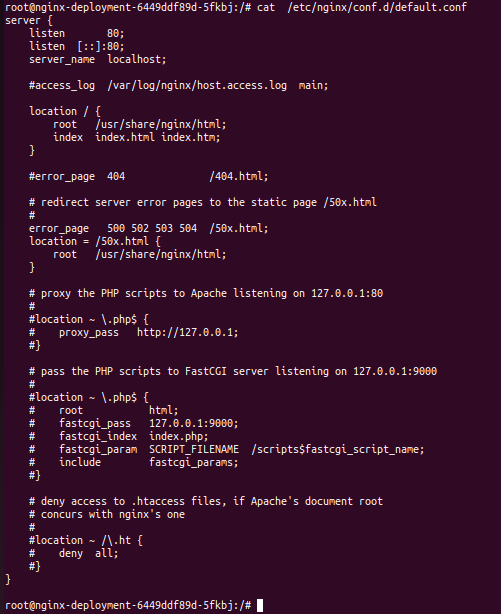 root@nginx-deployment-6449ddf89d-5fkbj:/# cat  /etc/nginx/conf.d/default.conf
server {
    listen       80;
    listen  [::]:80;
    server_name  localhost;

    #access_log  /var/log/nginx/host.access.log  main;

    location / {
        root   /usr/share/nginx/html;
        index  index.html index.htm;
    }

    #error_page  404              /404.html;

    # redirect server error pages to the static page /50x.html
    #
    error_page   500 502 503 504  /50x.html;
    location = /50x.html {
        root   /usr/share/nginx/html;
    }

    # proxy the PHP scripts to Apache listening on 127.0.0.1:80
    #
    #location ~ \.php$ {
    #    proxy_pass   http://127.0.0.1;
    #}

    # pass the PHP scripts to FastCGI server listening on 127.0.0.1:9000
    #
    #location ~ \.php$ {
    #    root           html;
    #    fastcgi_pass   127.0.0.1:9000;
    #    fastcgi_index  index.php;
    #    fastcgi_param  SCRIPT_FILENAME  /scripts$fastcgi_script_name;
    #    include        fastcgi_params;
    #}

    # deny access to .htaccess files, if Apache's document root
    # concurs with nginx's one
    #
    #location ~ /\.ht {
    #    deny  all;
    #}
}

root@nginx-deployment-6449ddf89d-5fkbj:/#